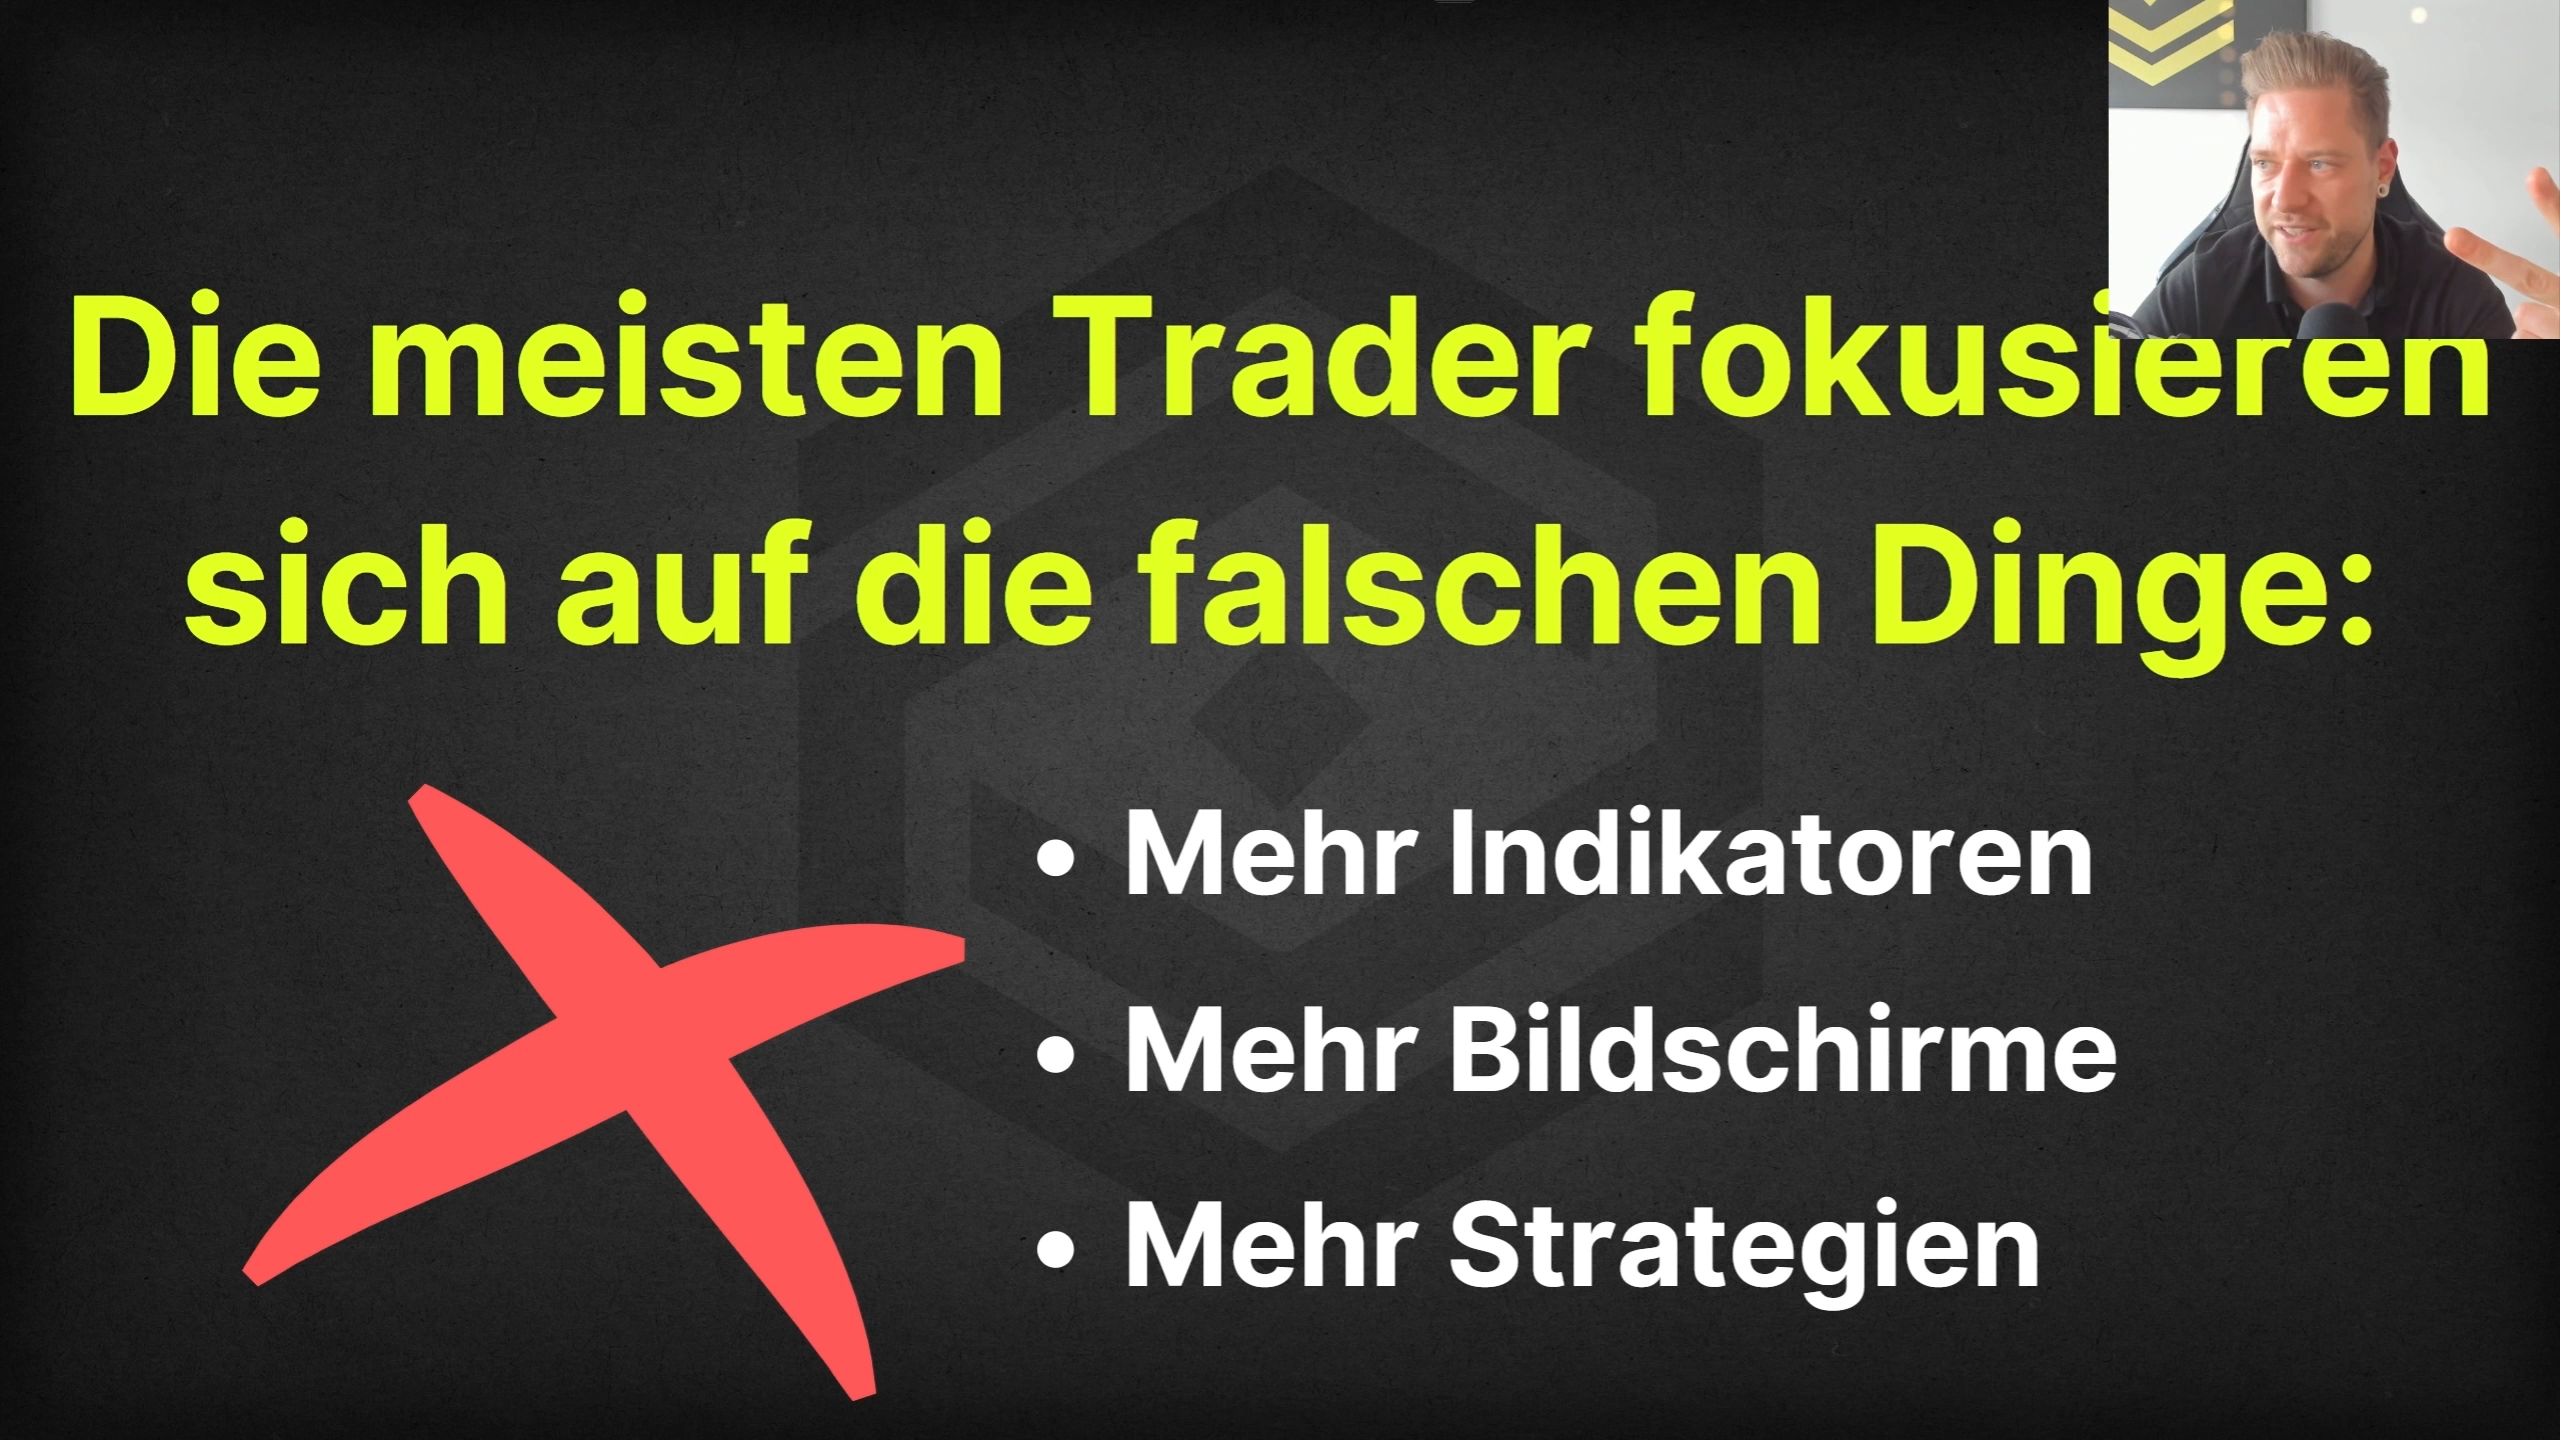 Die meisten Trader fokusieren
sich auf die falschen Dinge:
• Mehr Indikatoren
• Mehr Bildschirme
• Mehr Strategien